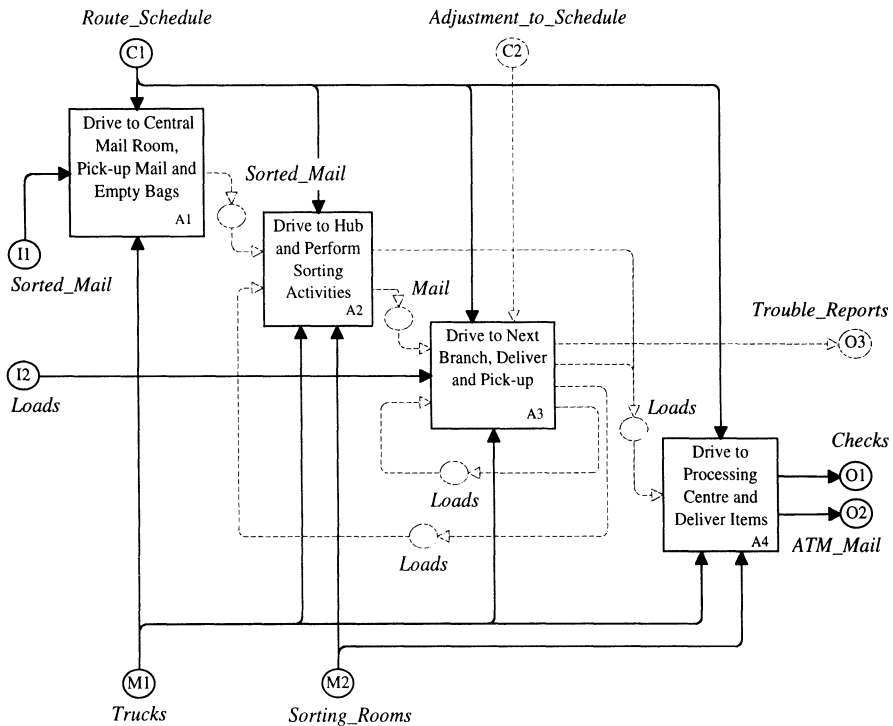 Route_Schedule
Adjustment_to_Schedule
C1
C2
Drive to Central
Mail Room,
Pick-up Mail and
Empty Bags
A1
Sorted_Mail
I1
Sorted_Mail
Drive to Hub
and Perform
Sorting
Activities
A2
Mail
Trouble_Reports
O3
Drive to Next
Branch, Deliver
and Pick-up
A3
I2
Loads
Loads
Loads
Loads
Drive to
Processing
Centre and
Deliver Items
A4
Checks
O1
O2
ATM_Mail
M1
Trucks
M2
Sorting_Rooms